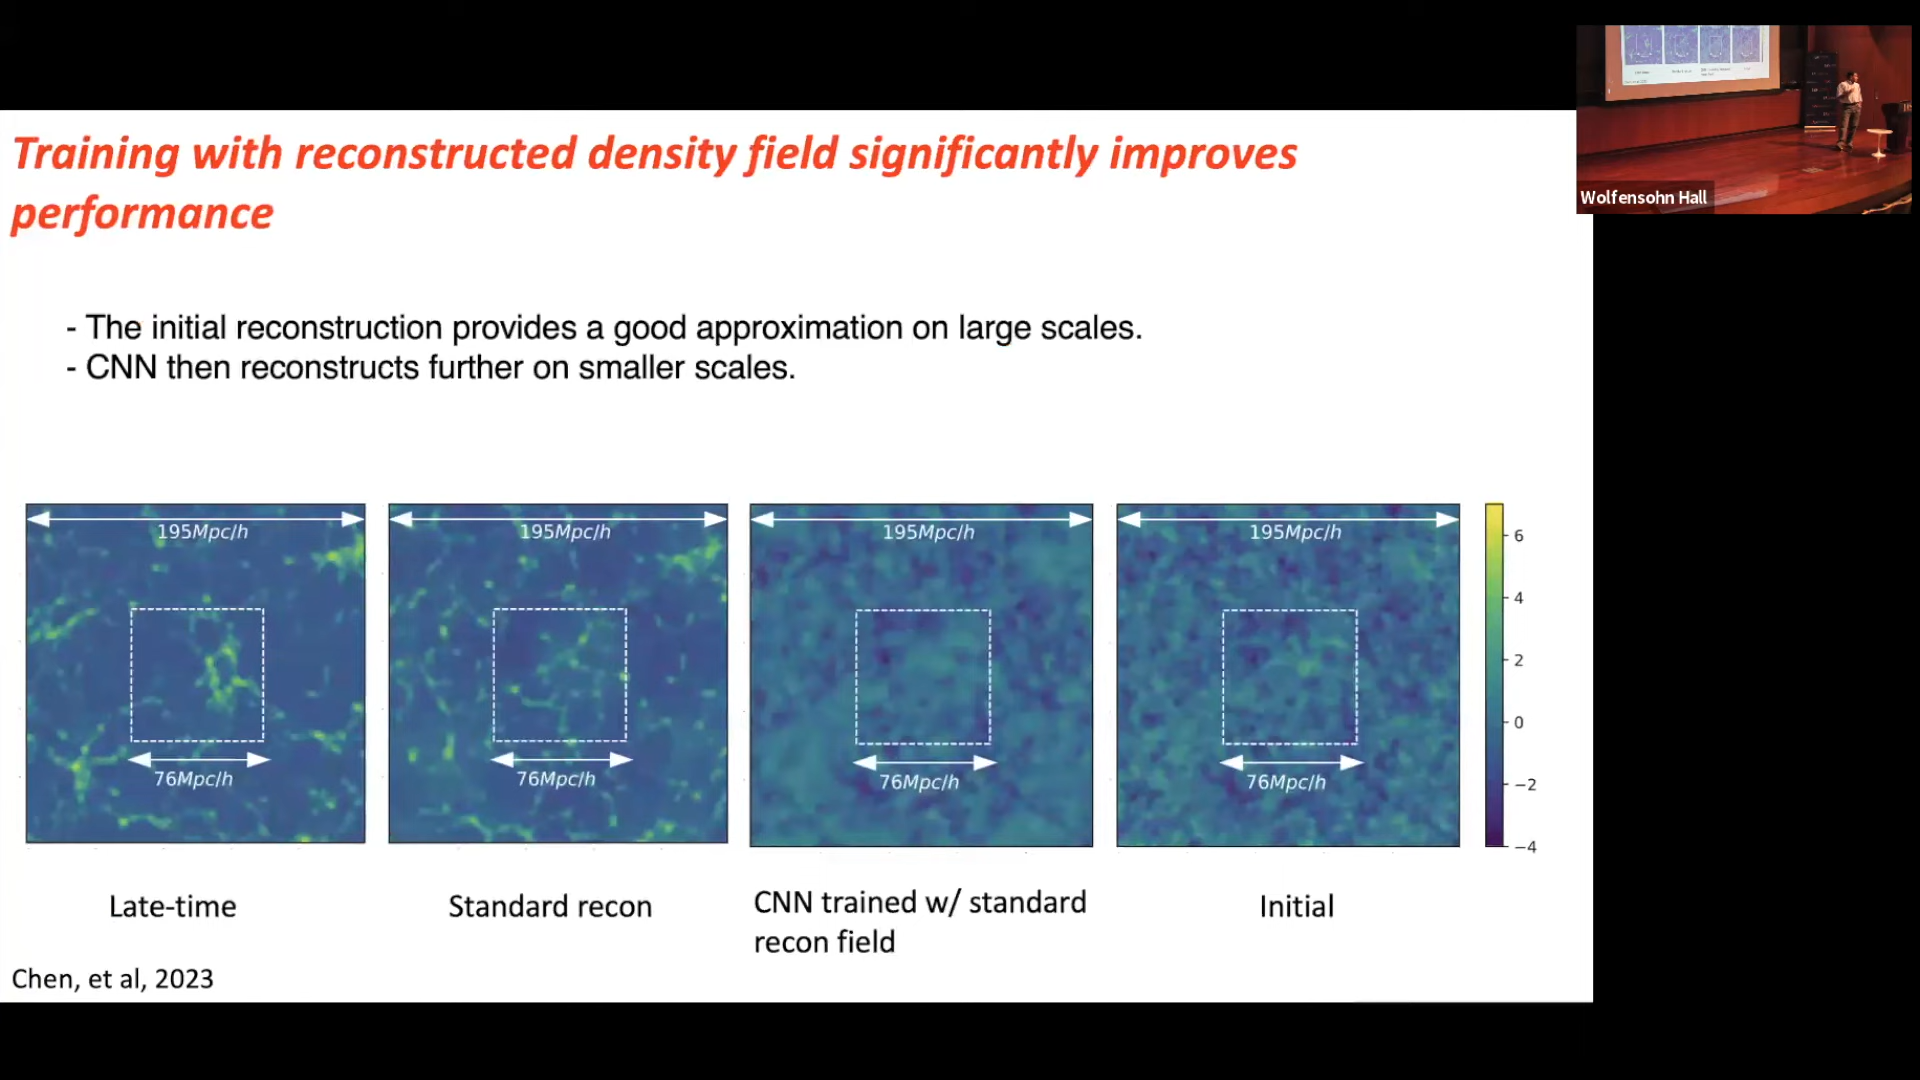 Training with reconstructed density field significantly improves
performance
Wolfensohn Hall
- The initial reconstruction provides a good approximation on large scales.
- CNN then reconstructs further on smaller scales.
195Mpc/h
195Mpc/h
195Mpc/h
195Mpc/h
76Mpc/h
76Mpc/h
76Mpc/h
76Mpc/h
6
4
2
0
−2
−4
Late-time
Standard recon
CNN trained w/ standard
recon field
Initial
Chen, et al, 2023